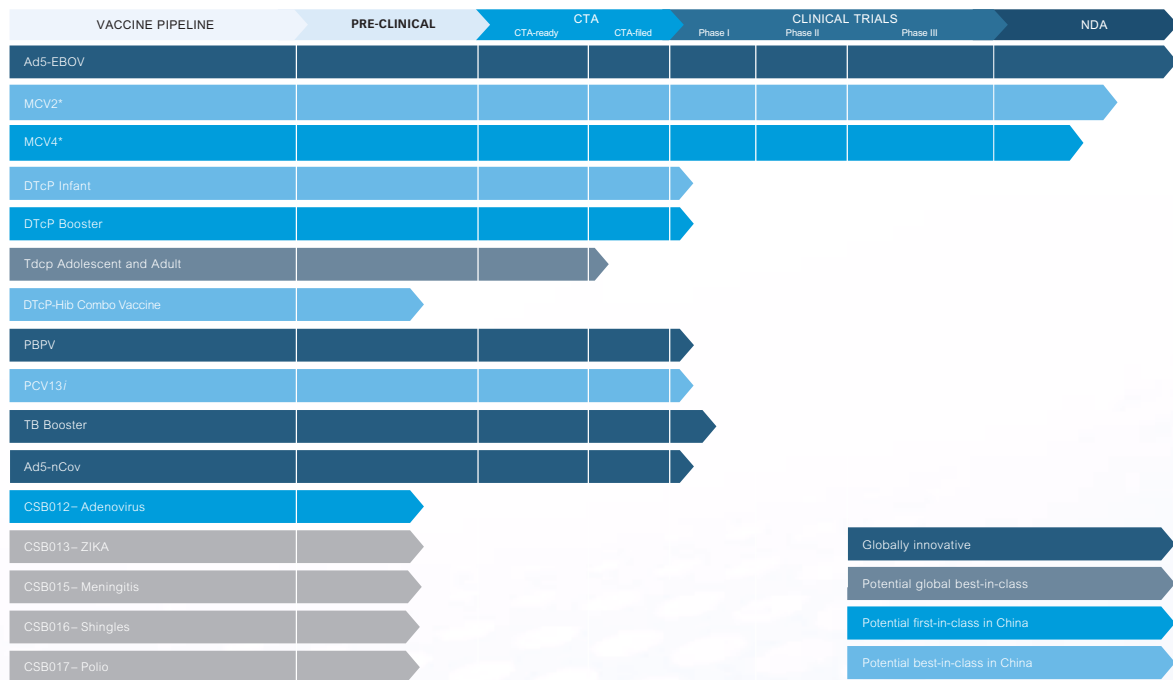 VACCINE PIPELINE
PRE-CLINICAL
CTA
CTA-ready
CTA-filed
CLINICAL TRIALS
Phase I
Phase II
Phase III
NDA
Ad5-EBOV
MCV2*
MCV4*
DTcP Infant
DTcP Booster
Tdcp Adolescent and Adult
DTcP-Hib Combo Vaccine
PBPV
PCV13i
TB Booster
Ad5-nCov
CSB012– Adenovirus
CSB013– ZIKA
CSB015– Meningitis
CSB016– Shingles
CSB017– Polio
Globally innovative
Potential global best-in-class
Potential first-in-class in China
Potential best-in-class in China